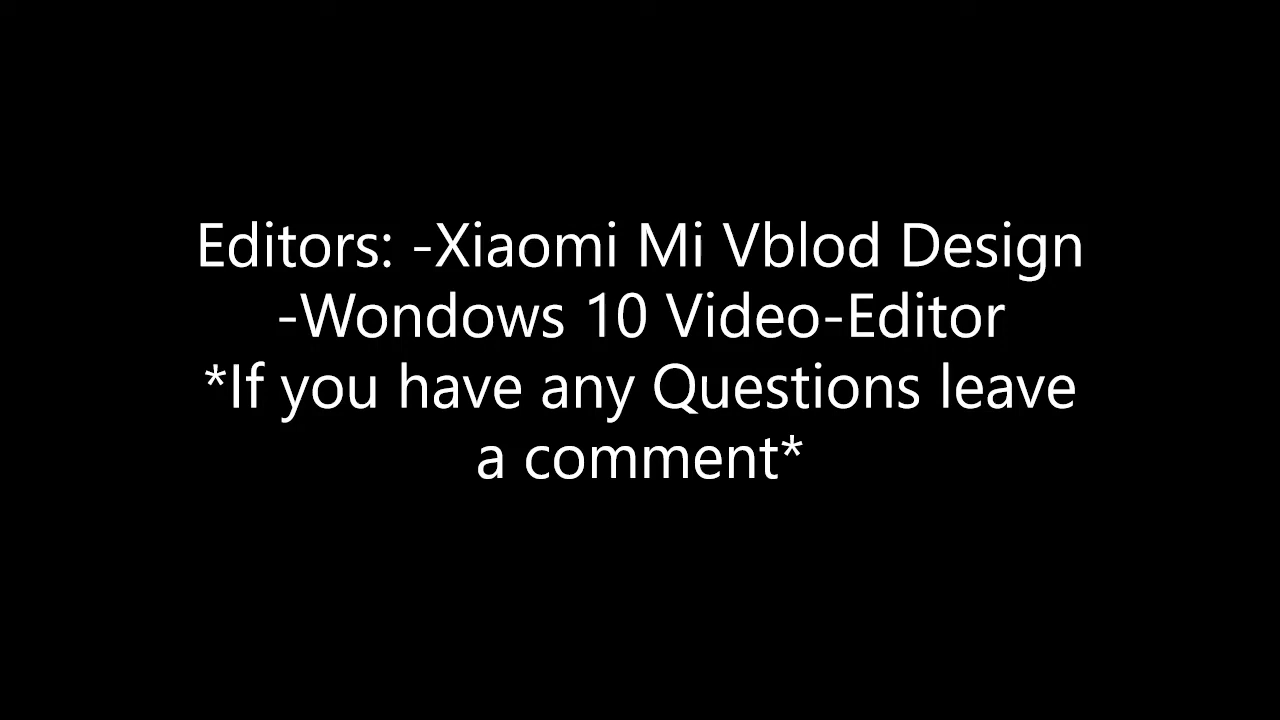 Editors: -Xiaomi Mi Vblod Design
-Wondows 10 Video-Editor
*If you have any Questions leave
a comment*